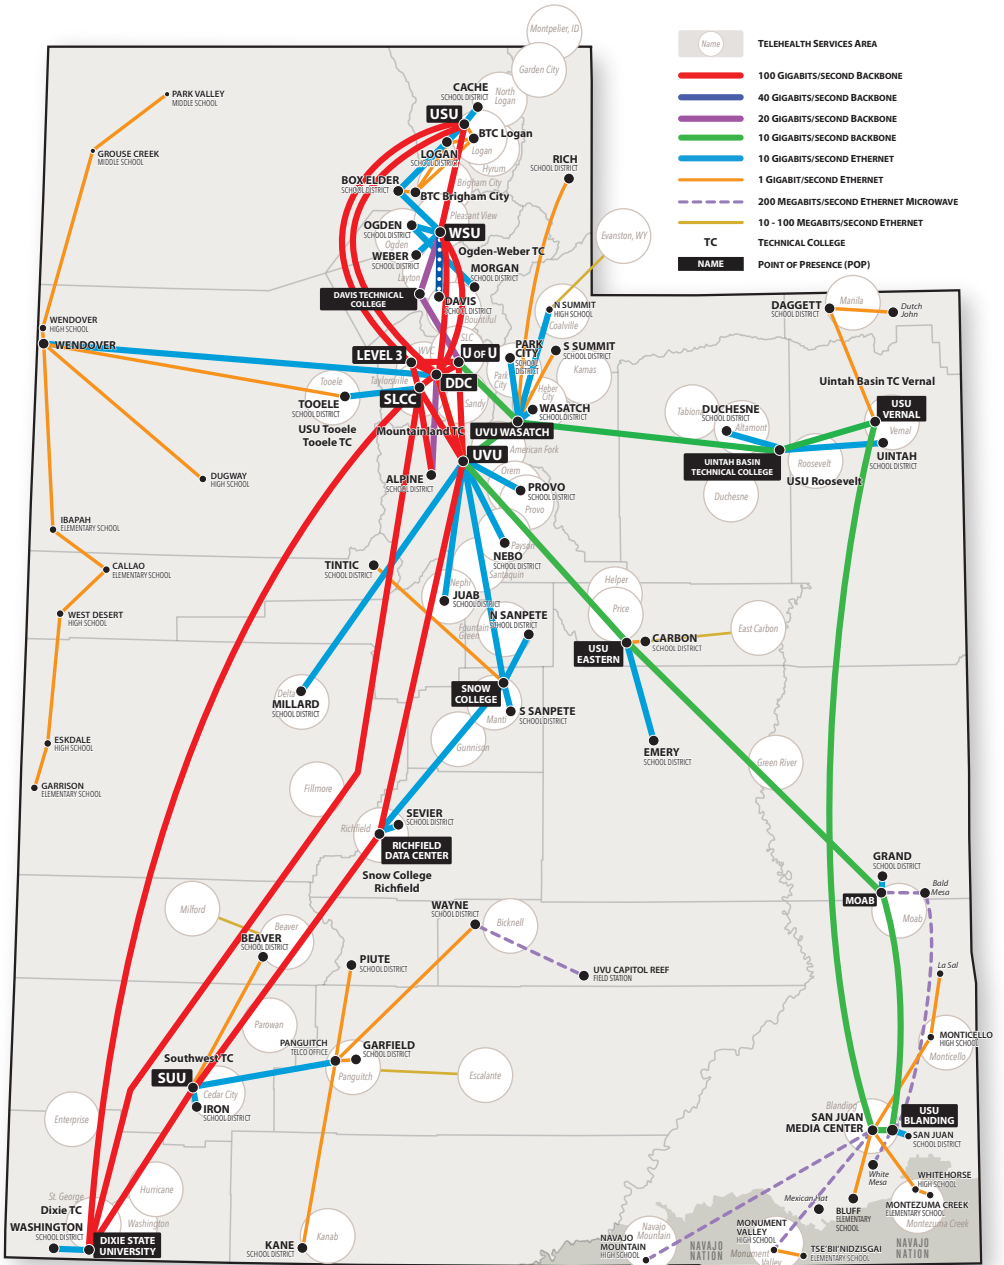 Montpelier, ID
Garden City
Name
TELEHEALTH SERVICES AREA
100 GIGABITS/SECOND BACKBONE
40 GIGABITS/SECOND BACKBONE
20 GIGABITS/SECOND BACKBONE
10 GIGABITS/SECOND BACKBONE
10 GIGABITS/SECOND ETHERNET
1 GIGABIT/SECOND ETHERNET
200 MEGABITS/SECOND ETHERNET MICROWAVE
10 - 100 MEGABITS/SECOND ETHERNET
TC
TECHNICAL COLLEGE
NAME
POINT OF PRESENCE (POP)
PARK VALLEY
MIDDLE SCHOOL
GROUSE CREEK
MIDDLE SCHOOL
CACHE
SCHOOL DISTRICT
North
Logan
USU
BTC Logan
LOGAN
SCHOOL DISTRICT
Logan
Hyrum
RICH
SCHOOL DISTRICT
BOX ELDER
SCHOOL DISTRICT
Brigham City
BTC Brigham City
Pleasant View
OGDEN
SCHOOL DISTRICT
Ogden
WSU
WEBER
SCHOOL DISTRICT
Ogden-Weber TC
Evanston, WY
MORGAN
SCHOOL DISTRICT
Layton
DAVIS TECHNICAL
COLLEGE
DAVIS
SCHOOL DISTRICT
Bountiful
N SUMMIT
HIGH SCHOOL
Coalville
DAGGETT
SCHOOL DISTRICT
Manila
Dutch
John
WENDOVER
HIGH SCHOOL
WENDOVER
SLC
LEVEL 3
WVC
U OF U
PARK
CITY
SCHOOL
DISTRICT
S SUMMIT
SCHOOL DISTRICT
Kamas
Park
City
Heber
City
DDC
Taylorsville
SLCC
Sandy
Tooele
TOOELE
SCHOOL DISTRICT
USU Tooele
Tooele TC
WASATCH
SCHOOL DISTRICT
UVU WASATCH
Mountainland TC
American Fork
Uintah Basin TC Vernal
USU
VERNAL
Vernal
Tabiona
DUCHESNE
SCHOOL DISTRICT
Altamont
UINTAH
SCHOOL DISTRICT
UINTAH BASIN
TECHNICAL COLLEGE
Roosevelt
USU Roosevelt
Duchesne
UVU
Orem
ALPINE
SCHOOL DISTRICT
PROVO
SCHOOL DISTRICT
Provo
DUGWAY
HIGH SCHOOL
IBAPAH
ELEMENTARY SCHOOL
Payson
NEBO
SCHOOL DISTRICT
Santaquin
CALLAO
ELEMENTARY SCHOOL
TINTIC
SCHOOL DISTRICT
Nephi
JUAB
SCHOOL DISTRICT
WEST DESERT
HIGH SCHOOL
N SANPETE
SCHOOL DISTRICT
Fountain
Green
Helper
Price
East Carbon
CARBON
SCHOOL DISTRICT
USU
EASTERN
Delta
MILLARD
SCHOOL DISTRICT
SNOW
COLLEGE
S SANPETE
SCHOOL DISTRICT
Manti
Gunnison
EMERY
SCHOOL DISTRICT
Green River
ESKDALE
HIGH SCHOOL
GARRISON
ELEMENTARY SCHOOL
Fillmore
SEVIER
SCHOOL DISTRICT
Richfield
RICHFIELD
DATA CENTER
Snow College
Richfield
GRAND
SCHOOL DISTRICT
Bald
Mesa
MOAB
Moab
Milford
Beaver
BEAVER
SCHOOL DISTRICT
WAYNE
SCHOOL DISTRICT
Bicknell
PIUTE
SCHOOL DISTRICT
UVU CAPITOL REEF
FIELD STATION
La Sal
Parowan
PANGUITCH
TELCO OFFICE
GARFIELD
SCHOOL DISTRICT
Panguitch
Escalante
MONTICELLO
HIGH SCHOOL
Monticello
Southwest TC
SUU
Cedar City
IRON
SCHOOL DISTRICT
Enterprise
Blanding
SAN JUAN
MEDIA CENTER
USU
BLANDING
SAN JUAN
SCHOOL DISTRICT
White
Mesa
WHITEHORSE
HIGH SCHOOL
MONTEZUMA CREEK
ELEMENTARY SCHOOL
Montezuma Creek
Mexican Hat
BLUFF
ELEMENTARY
SCHOOL
St. George
Hurricane
Dixie TC
Washington
WASHINGTON
SCHOOL DISTRICT
DIXIE STATE
UNIVERSITY
KANE
SCHOOL DISTRICT
Kanab
Navajo
Mountain
NAVAJO
MOUNTAIN
HIGH SCHOOL
NAVAJO
NATION
MONUMENT
VALLEY
HIGH SCHOOL
Monument
Valley
TSE'BII'NIDZISGAI
ELEMENTARY SCHOOL
NAVAJO
NATION